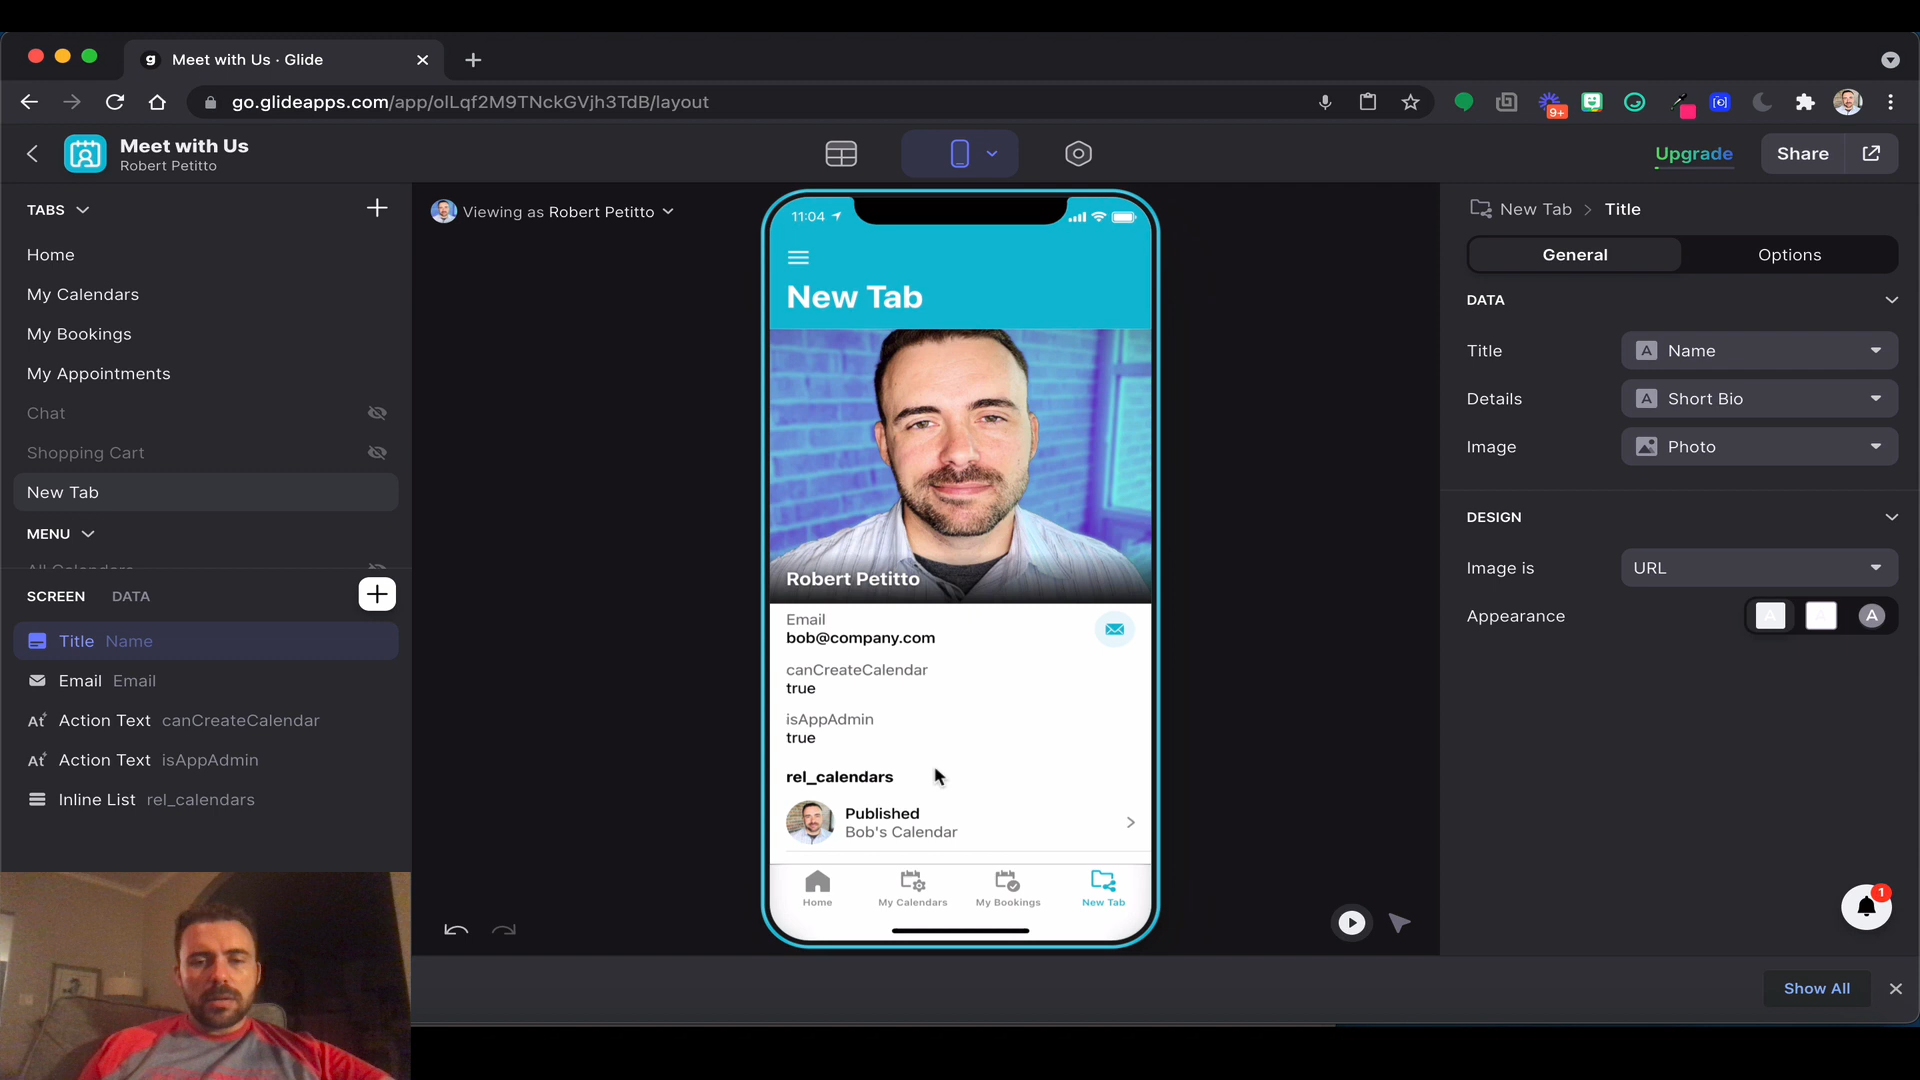 Meet with Us · Glide
go.glideapps.com/app/olLqf2M9TNckGVjh3TdB/layout
9+
Meet with Us
Robert Petitto
Upgrade
Share
TABS
Home
My Calendars
My Bookings
My Appointments
Chat
Shopping Cart
New Tab
MENU
All Calendars
SCREEN
DATA
Title Name
Email Email
Action Text canCreateCalendar
Action Text isAppAdmin
Inline List rel_calendars
Viewing as Robert Petitto
11:04
New Tab
Robert Petitto
Email
bob@company.com
canCreateCalendar
true
isAppAdmin
true
rel_calendars
Published
Bob's Calendar
Home
My Calendars
My Bookings
New Tab
New Tab > Title
General
Options
DATA
Title
A Name
Details
A Short Bio
Image
Photo
DESIGN
Image is
URL
Appearance
A
1
Show All